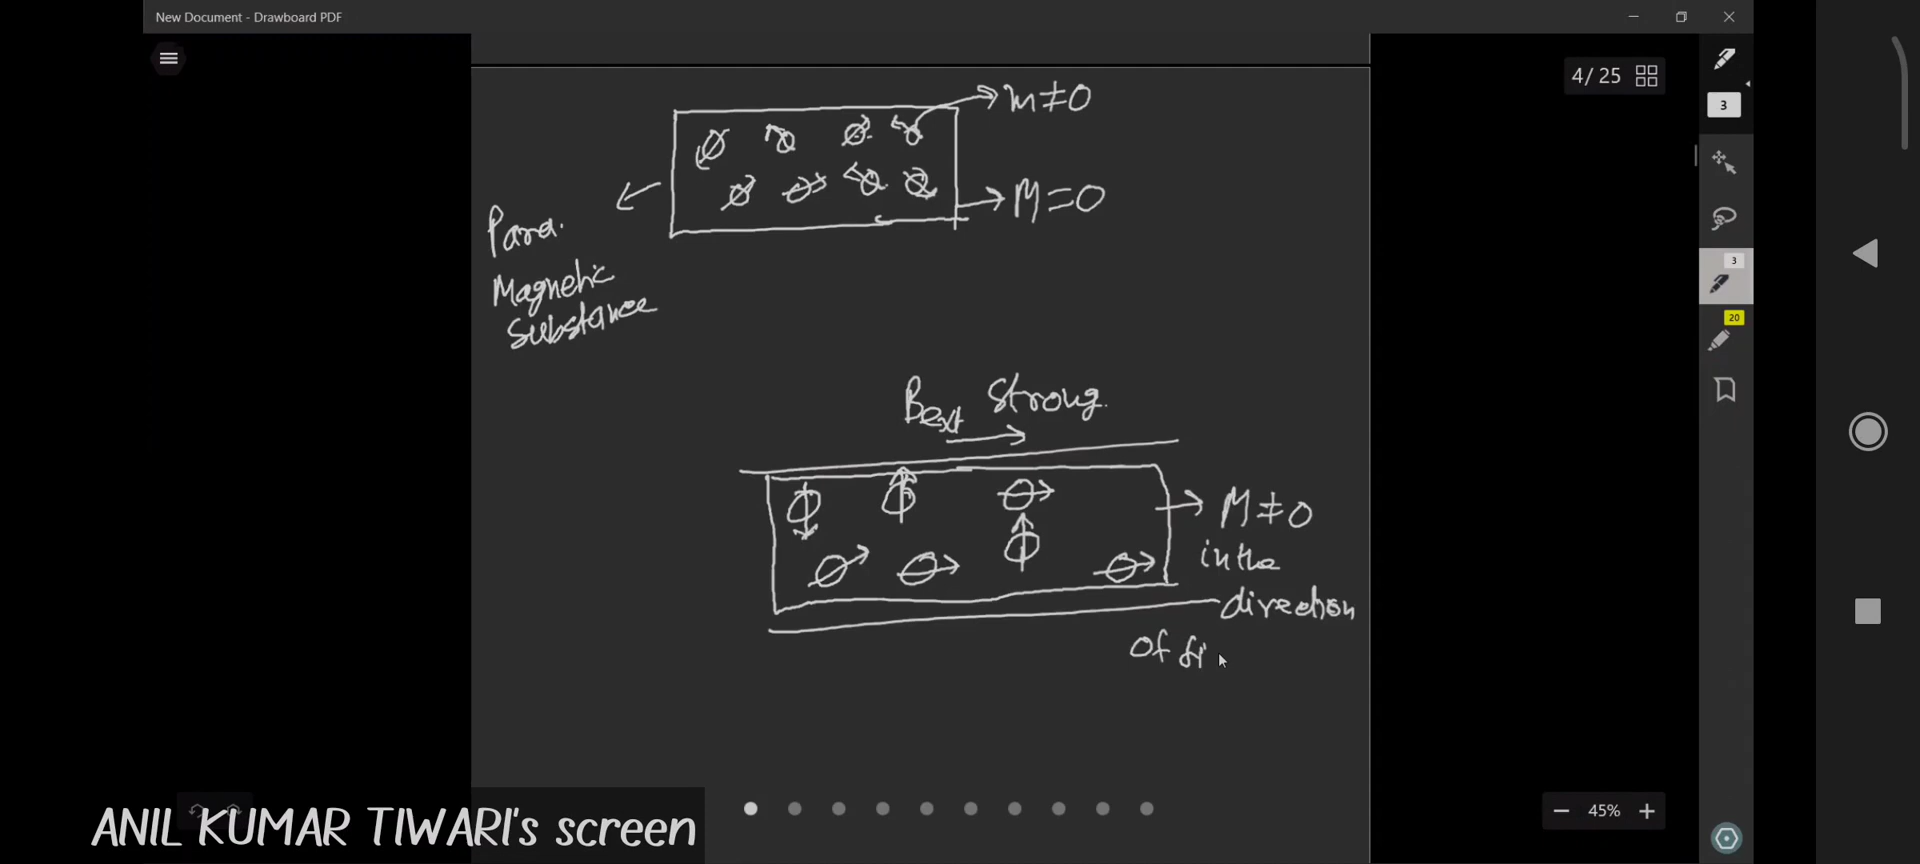 New Document - Drawboard PDF
4/ 25
3
m≠0
M=0
Para.
Magnetic
Substance
3
20
Bext Strong.
M≠0
in the
direction
of fi
45%
ANIL KUMAR TIWARI's screen